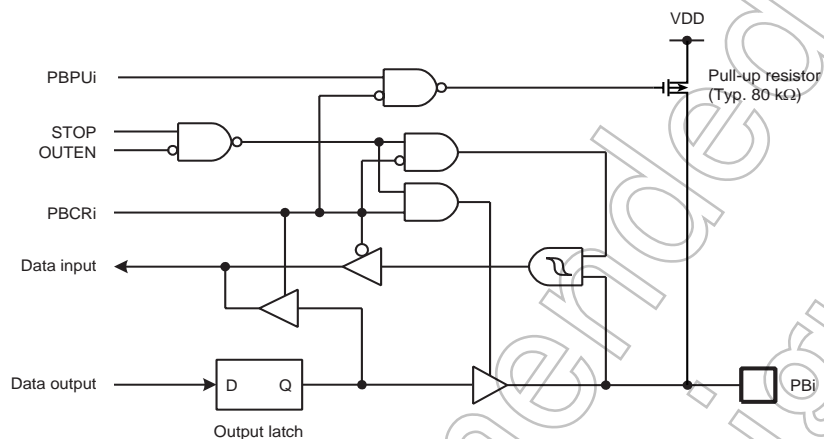 VDD
PBPUi
Pull-up resistor
(Typ. 80 kΩ)
STOP
OUTEN
PBCRi
Data input
Data output
D
Q
PBi
Output latch